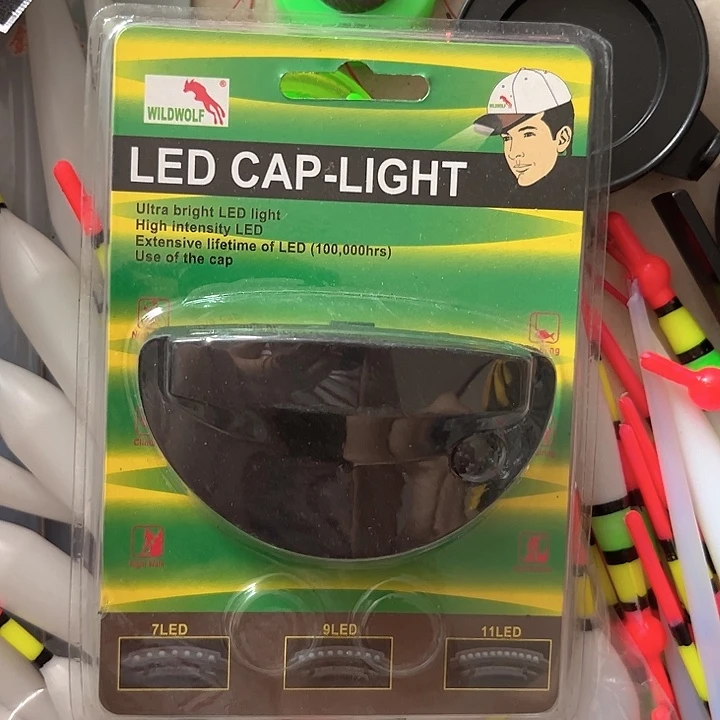 WILDWOLF
WILDWOLF
LED CAP-LIGHT
Ultra bright LED light
High intensity LED
Extensive lifetime of LED (100,000hrs)
Use of the cap
7LED
9LED
11LED